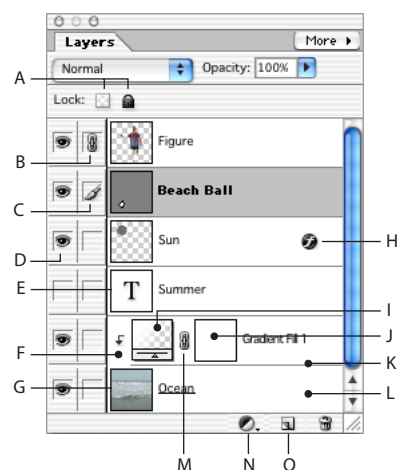 Layers
More
Normal
Opacity: 100%
A
Lock:
Figure
B
Beach Ball
C
Sun
H
D
E
T
Summer
I
J
Gradient Fill 1
F
K
G
Ocean
L
M
N
O